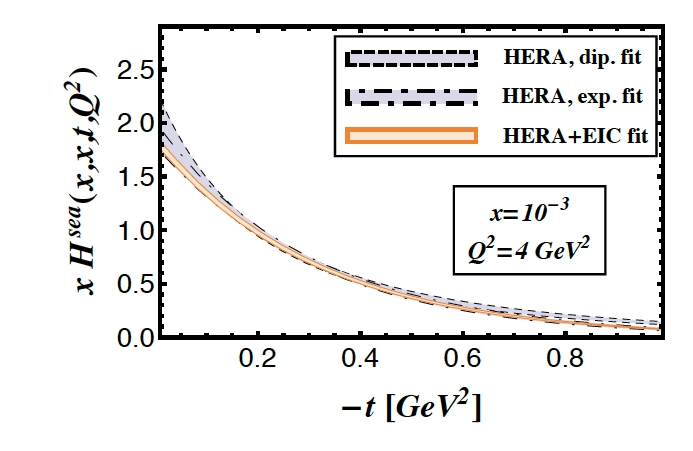 HERA, dip. fit
HERA, exp. fit
HERA+EIC fit
x=10⁻³
Q²=4 GeV²
x Hˢᵉᵃ(x,x,t,Q²)
2.5
2.0
1.5
1.0
0.5
0.0
0.2
0.4
0.6
0.8
−t [GeV²]